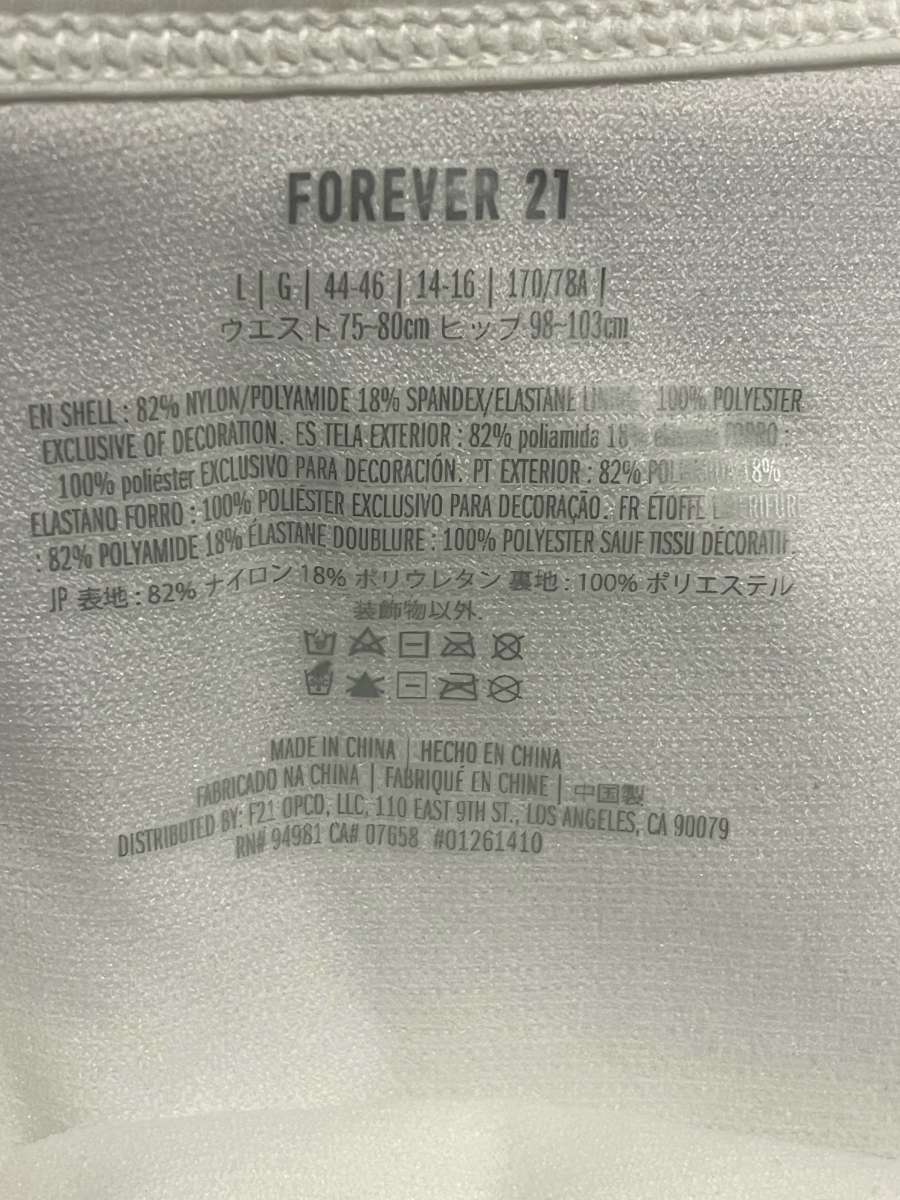 FOREVER 21
L | G | 44-46 | 14-16 | 170/78A |
ウエスト 75~80cm ヒップ 98~103cm
EN SHELL : 82% NYLON/POLYAMIDE 18% SPANDEX/ELASTANE 100% POLYESTER
EXCLUSIVE OF DECORATION. ES TELA EXTERIOR : 82% poliamida 18% FORRO :
100% poliéster EXCLUSIVO PARA DECORACIÓN. PT EXTERIOR : 82% 18%
ELASTANO FORRO : 100% POLIÉSTER EXCLUSIVO PARA DECORAÇÃO. FR ÉTOFFE
: 82% POLYAMIDE 18% ÉLASTANE DOUBLURE : 100% POLYESTER SAUF TISSU DÉCORATIF.
JP 表地 : 82% ナイロン 18% ポリウレタン 裏地 : 100% ポリエステル
装飾物以外.
MADE IN CHINA | HECHO EN CHINA
FABRICADO NA CHINA | FABRIQUÉ EN CHINE | 中国製
DISTRIBUTED BY: F21 OPCO, LLC, 110 EAST 9TH ST., LOS ANGELES, CA 90079
RN# 94981 CA# 07658 #01261410